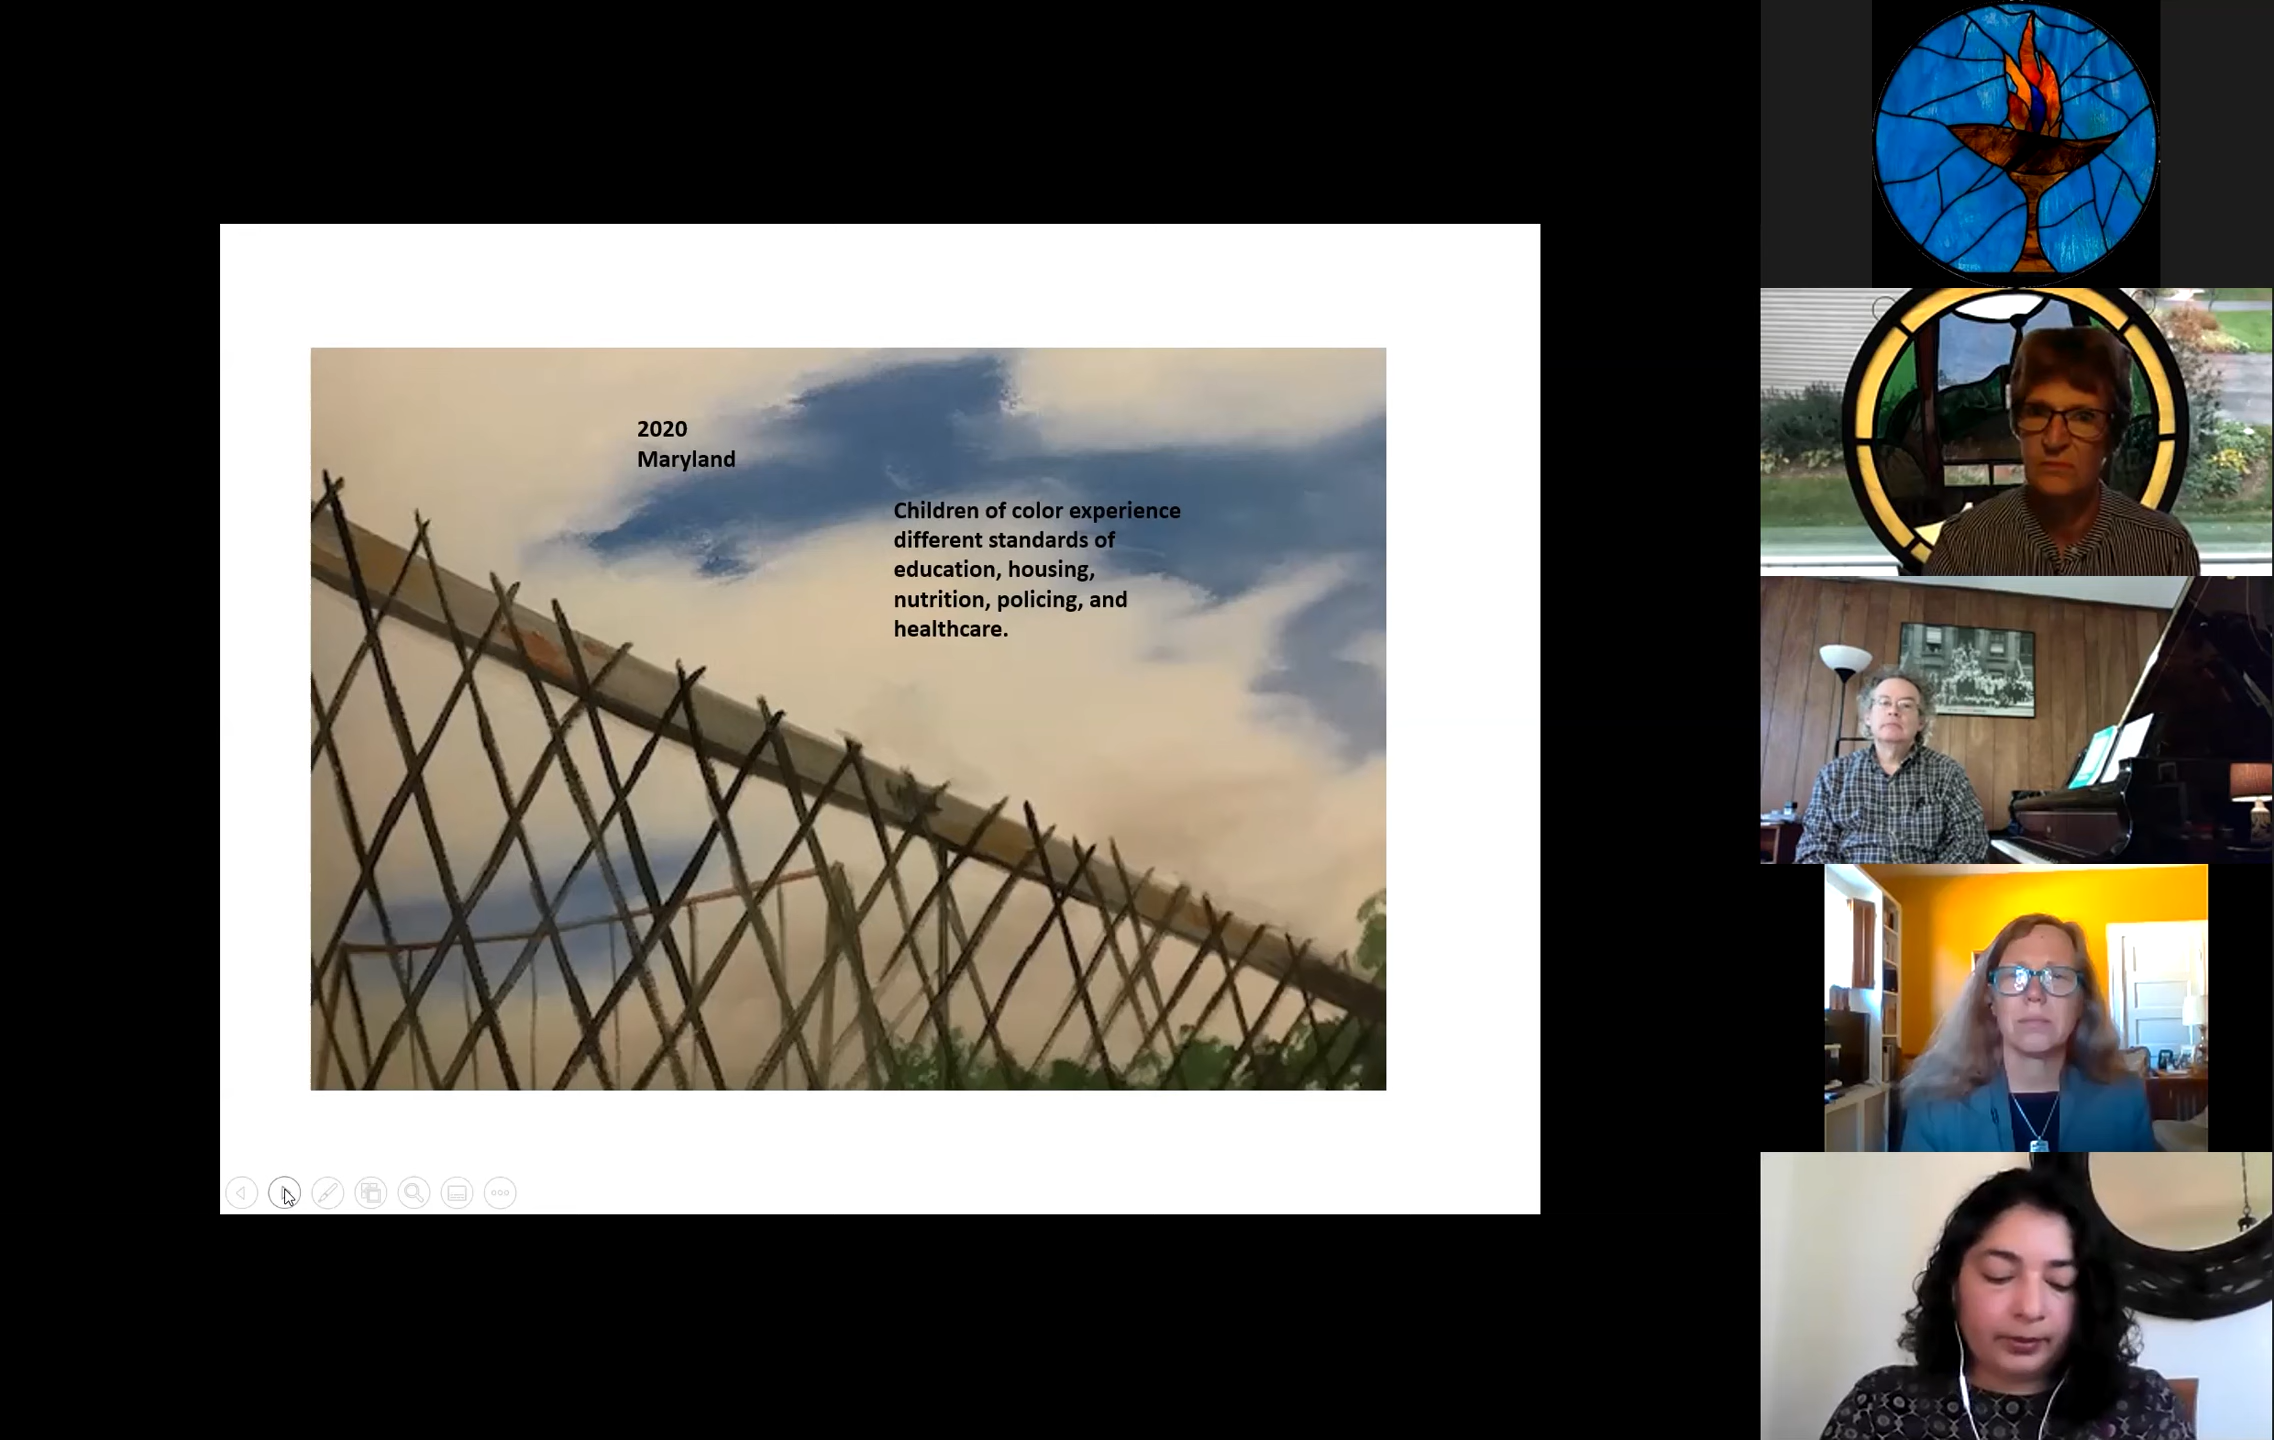 2020
Maryland
Children of color experience
different standards of
education, housing,
nutrition, policing, and
healthcare.